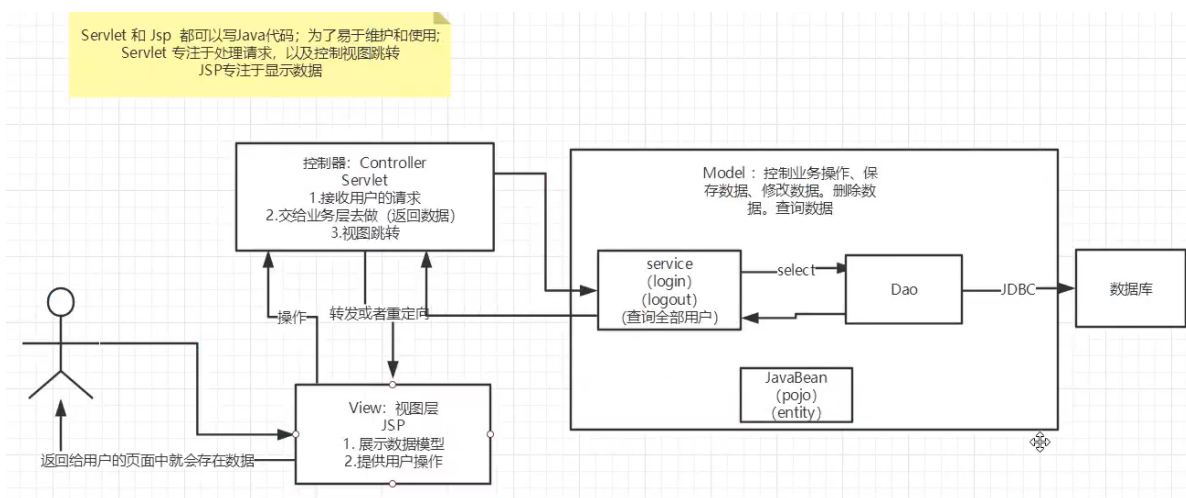 Servlet 和 Jsp 都可以写Java代码；为了易于维护和使用；
Servlet 专注于处理请求，以及控制视图跳转
JSP专注于显示数据
控制器：Controller
Servlet
1.接收用户的请求
2.交给业务层去做（返回数据）
3.视图跳转
Model ：控制业务操作、保
存数据、修改数据。删除数
据。查询数据
service
（login）
（logout）
（查询全部用户）
select
Dao
JDBC
数据库
操作
转发或者重定向
JavaBean
（pojo）
（entity）
View：视图层
JSP
1. 展示数据模型
2.提供用户操作
返回给用户的页面中就会存在数据